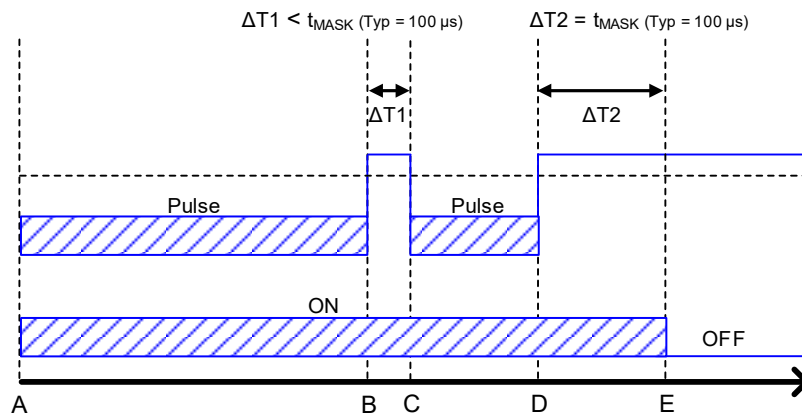 ΔT1 < tMASK (Typ = 100 µs)
ΔT2 = tMASK (Typ = 100 µs)
ΔT1
ΔT2
Pulse
Pulse
ON
OFF
A
B
C
D
E